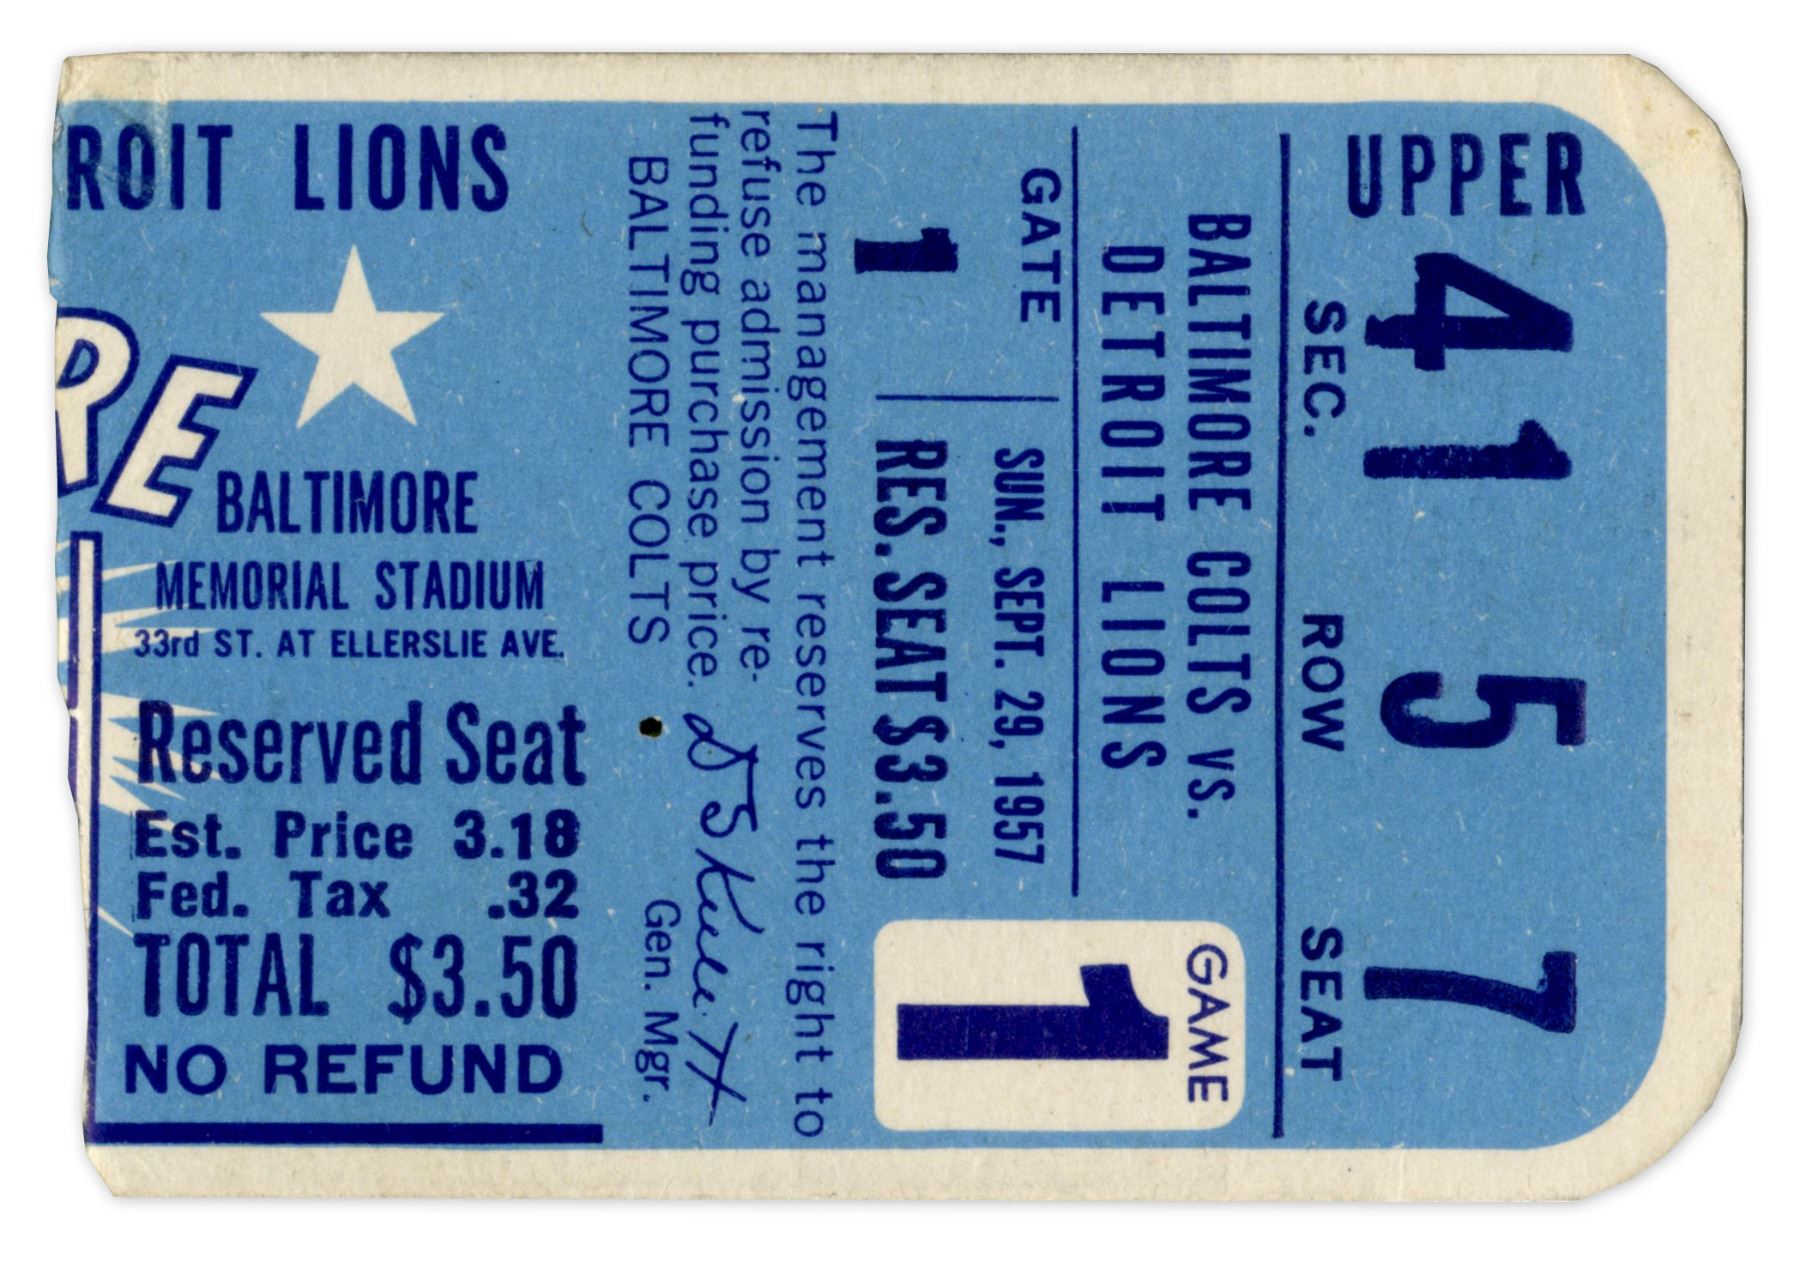 ROIT LIONS
RE
BALTIMORE
MEMORIAL STADIUM
33rd ST. AT ELLERSLIE AVE.
Reserved Seat
Est. Price 3.18
Fed. Tax .32
TOTAL $3.50
NO REFUND
UPPER
41 5 7
SEC. ROW SEAT
BALTIMORE COLTS VS.
DETROIT LIONS
GAME
1
GATE
1
SUN., SEPT. 29, 1957
RES. SEAT $3.50
The management reserves the right to
refuse admission by re-
funding purchase price.
BALTIMORE COLTS
Gen. Mgr.